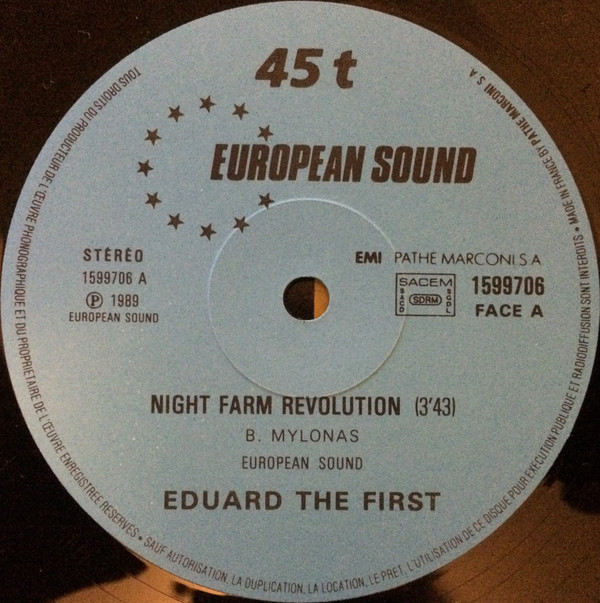 45 t
EUROPEAN SOUND
STÉRÉO
1599706 A
Ⓟ 1989
EUROPEAN SOUND
EMI PATHE MARCONI S A
SACEM
SACD
SDRM
SGDL
1599706
FACE A
NIGHT FARM REVOLUTION (3'43)
B. MYLONAS
EUROPEAN SOUND
EDUARD THE FIRST
TOUS DROITS DU PRODUCTEUR DE L'ŒUVRE PHONOGRAPHIQUE ET DU PROPRIETAIRE DE L'ŒUVRE ENREGISTREE RESERVES • SAUF AUTORISATION, LA DUPLICATION, LA LOCATION, LE PRET, L'UTILISATION DE CE DISQUE POUR EXECUTION PUBLIQUE ET RADIODIFFUSION SONT INTERDITS • MADE IN FRANCE BY PATHE MARCONI S.A.